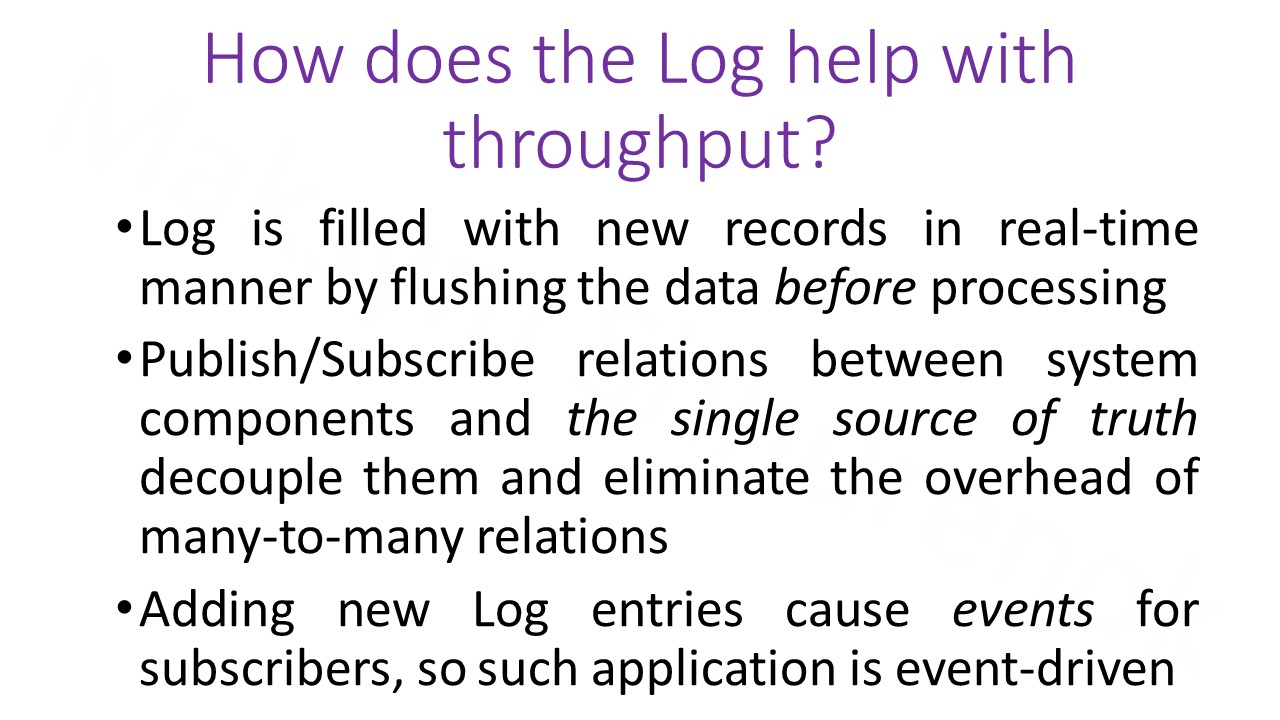 How does the Log help with
throughput?
•Log is filled with new records in real-time
manner by flushing the data before processing
•Publish/Subscribe relations between system
components and the single source of truth
decouple them and eliminate the overhead of
many-to-many relations
•Adding new Log entries cause events for
subscribers, so such application is event-driven